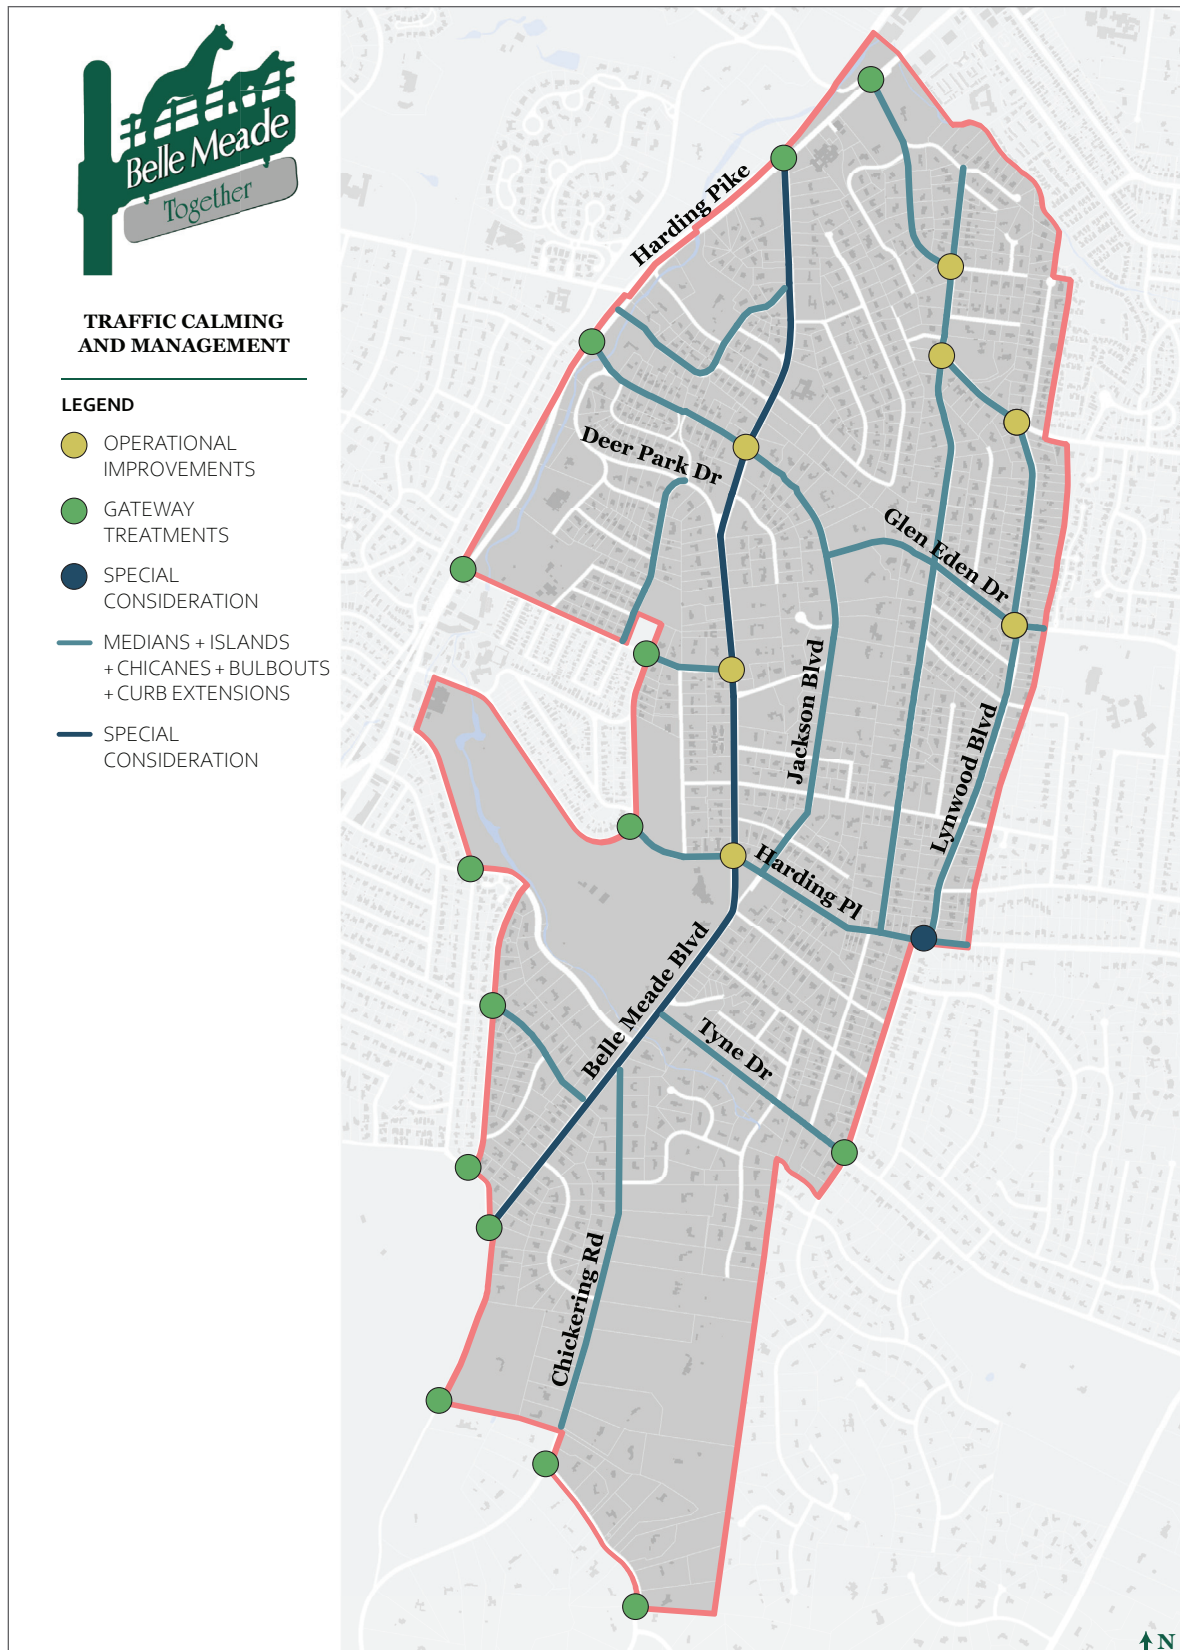 Belle Meade
Together
TRAFFIC CALMING
AND MANAGEMENT
LEGEND
OPERATIONAL
IMPROVEMENTS
GATEWAY
TREATMENTS
SPECIAL
CONSIDERATION
MEDIANS + ISLANDS
+ CHICANES + BULBOUTS
+ CURB EXTENSIONS
SPECIAL
CONSIDERATION
Harding Pike
Deer Park Dr
Glen Eden Dr
Jackson Blvd
Lynwood Blvd
Harding Pl
Belle Meade Blvd
Tyne Dr
Chickering Rd
N